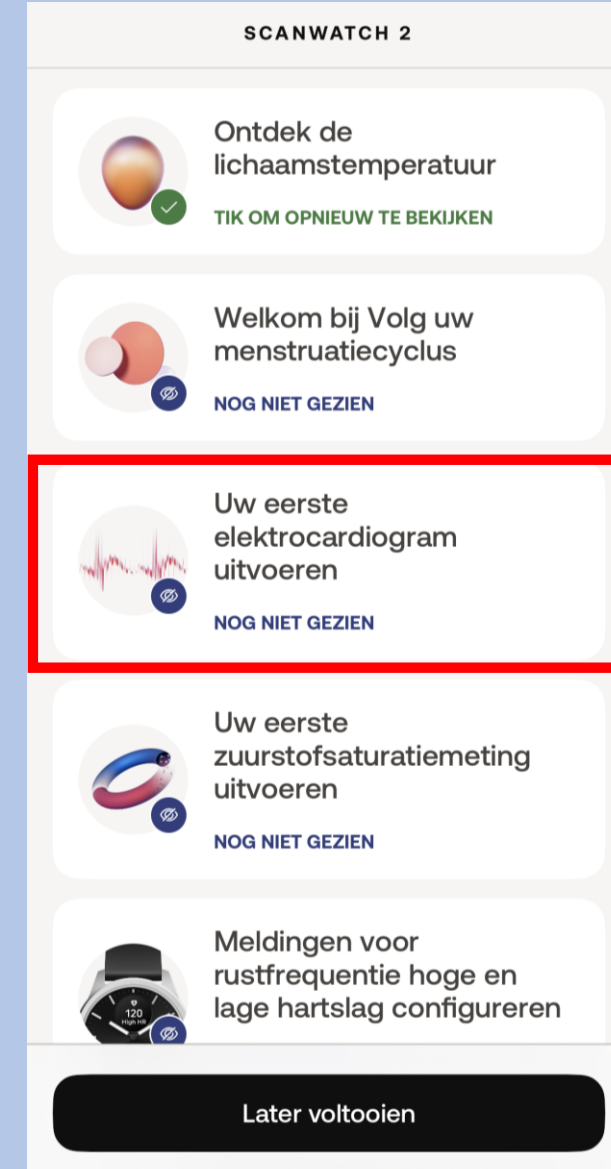 SCANWATCH 2
Ontdek de
lichaamstemperatuur
TIK OM OPNIEUW TE BEKIJKEN
Welkom bij Volg uw
menstruatiecyclus
NOG NIET GEZIEN
Uw eerste
elektrocardiogram
uitvoeren
NOG NIET GEZIEN
Uw eerste
zuurstofsaturatiemeting
uitvoeren
NOG NIET GEZIEN
Meldingen voor
rustfrequentie hoge en
lage hartslag configureren
120
High HR
Later voltooien